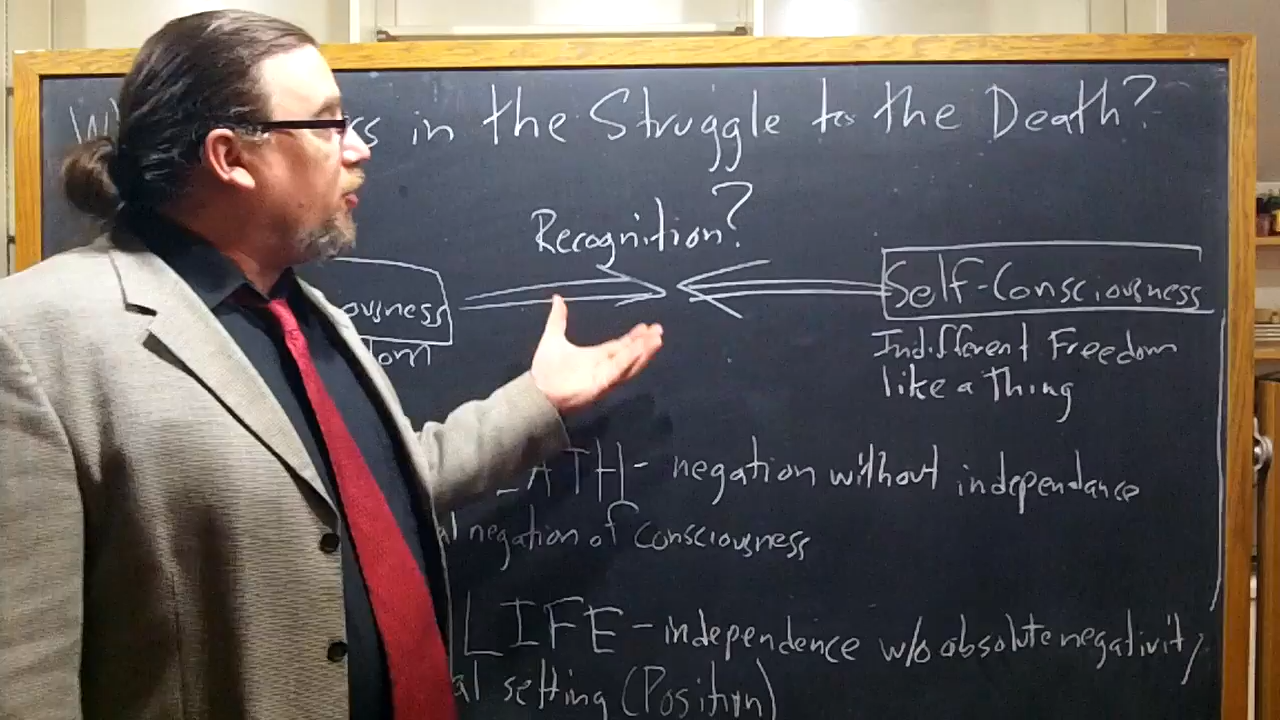 in the Struggle to the Death?
Recognition?
ousness
Self-Consciousness
dom
Indifferent Freedom
like a thing
ATH - negation without independance
al negation of consciousness
LIFE - independence w/o absolute negativity
al setting (Position)